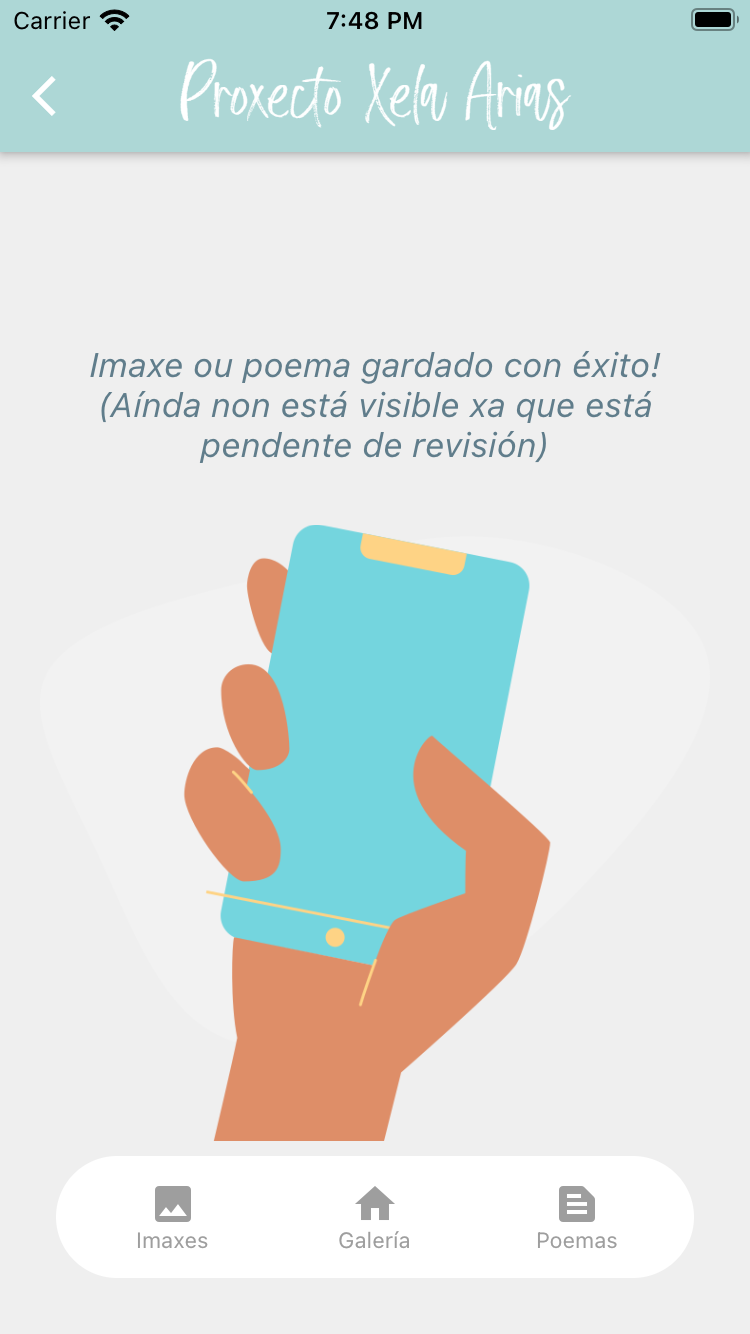 Carrier
7:48 PM
Proxecto Xela Arias
Imaxe ou poema gardado con éxito!
(Aínda non está visible xa que está
pendente de revisión)
Imaxes
Galería
Poemas